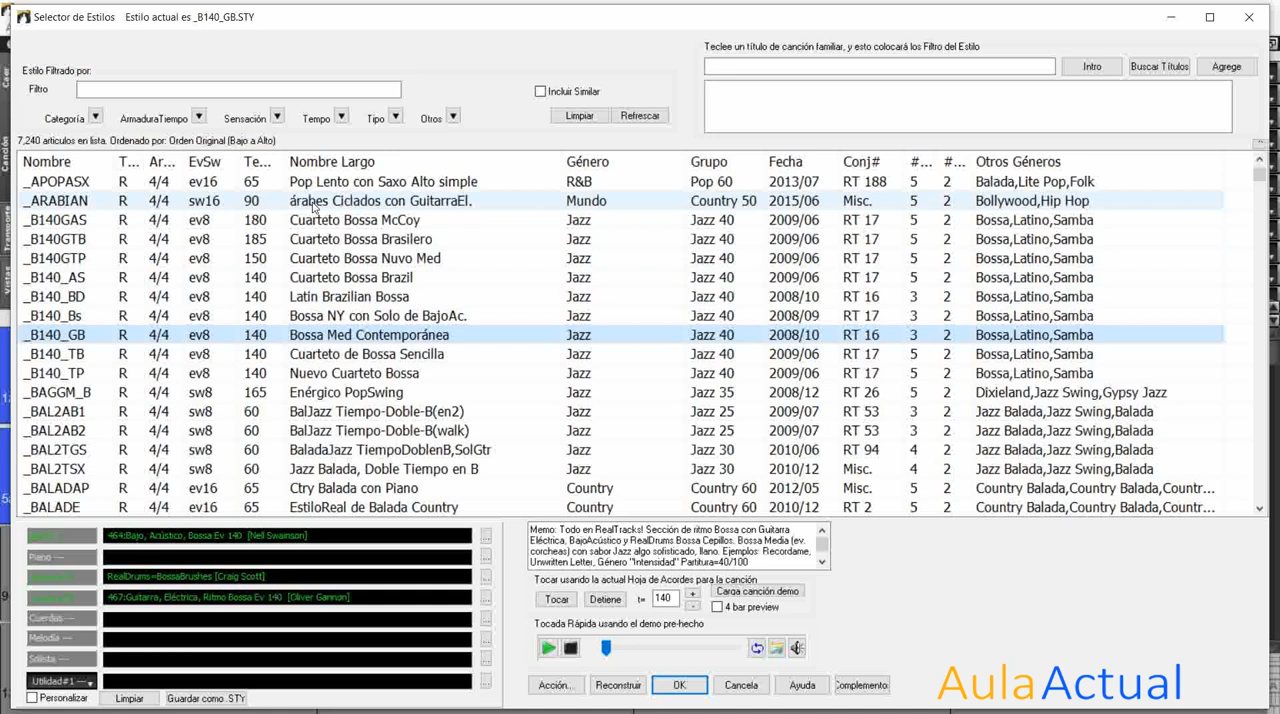 Selector de Estilos Estilo actual es _B140_GB.STY
Teclee un título de canción familiar, y esto colocará los Filtro del Estilo
Intro Buscar Títulos Agrege
Estilo Filtrado por:
Filtro
Incluir Similar
Categoría ArmaduraTiempo Sensación Tempo Tipo Otros Limpiar Refrescar
7,240 artículos en lista. Ordenado por: Orden Original (Bajo a Alto)
Nombre T... Ar... EvSw Te... Nombre Largo Género Grupo Fecha Conj# #... #... Otros Géneros
_APOPASX R 4/4 ev16 65 Pop Lento con Saxo Alto simple R&B Pop 60 2013/07 RT 188 5 2 Balada,Lite Pop,Folk
_ARABIAN R 4/4 sw16 90 árabes Ciclados con GuitarraEl. Mundo Country 50 2015/06 Misc. 5 2 Bollywood,Hip Hop
_B140GAS R 4/4 ev8 180 Cuarteto Bossa McCoy Jazz Jazz 40 2009/06 RT 17 5 2 Bossa,Latino,Samba
_B140GTB R 4/4 ev8 185 Cuarteto Bossa Brasilero Jazz Jazz 40 2009/06 RT 17 5 2 Bossa,Latino,Samba
_B140GTP R 4/4 ev8 150 Cuarteto Bossa Nuvo Med Jazz Jazz 40 2009/06 RT 17 5 2 Bossa,Latino,Samba
_B140_AS R 4/4 ev8 140 Cuarteto Bossa Brazil Jazz Jazz 40 2009/06 RT 17 5 2 Bossa,Latino,Samba
_B140_BD R 4/4 ev8 140 Latin Brazilian Bossa Jazz Jazz 40 2008/10 RT 16 3 2 Bossa,Latino,Samba
_B140_Bs R 4/4 ev8 140 Bossa NY con Solo de BajoAc. Jazz Jazz 40 2008/09 RT 17 3 2 Bossa,Latino,Samba
_B140_GB R 4/4 ev8 140 Bossa Med Contemporánea Jazz Jazz 40 2008/10 RT 16 3 2 Bossa,Latino,Samba
_B140_TB R 4/4 ev8 140 Cuarteto de Bossa Sencilla Jazz Jazz 40 2009/06 RT 17 5 2 Bossa,Latino,Samba
_B140_TP R 4/4 ev8 140 Nuevo Cuarteto Bossa Jazz Jazz 40 2009/06 RT 17 5 2 Bossa,Latino,Samba
_BAGGM_B R 4/4 sw8 165 Enérgico PopSwing Jazz Jazz 35 2008/12 RT 26 5 2 Dixieland,Jazz Swing,Gypsy Jazz
_BAL2AB1 R 4/4 sw8 60 BalJazz Tiempo-Doble-B(en2) Jazz Jazz 25 2009/07 RT 53 3 2 Jazz Balada,Jazz Swing,Balada
_BAL2AB2 R 4/4 sw8 60 BalJazz Tiempo-Doble-B(walk) Jazz Jazz 25 2009/07 RT 53 3 2 Jazz Balada,Jazz Swing,Balada
_BAL2TGS R 4/4 sw8 60 BaladaJazz TiempoDoblenB,SolGtr Jazz Jazz 30 2010/06 RT 94 4 2 Jazz Balada,Jazz Swing,Balada
_BAL2TSX R 4/4 sw8 60 Jazz Balada, Doble Tiempo en B Jazz Jazz 30 2010/12 Misc. 4 2 Jazz Balada,Jazz Swing,Balada
_BALADAP R 4/4 ev16 65 Ctry Balada con Piano Country Country 60 2012/05 Misc. 5 2 Country Balada,Country Balada,Countr...
_BALADE R 4/4 ev16 65 EstiloReal de Balada Country Country Country 60 2010/12 RT 2 5 2 Country Balada,Country Balada,Countr...
464:Bajo, Acústico, Bossa Ev 140 [Neil Swainson]
Piano ---
RealDrums=BossaBrushes [Craig Scott]
467:Guitarra, Eléctrica, Ritmo Bossa Ev 140 [Oliver Gannon]
Cuerdas---
Melodía ---
Solista ---
Utilidad#1 ---
Personalizar Limpiar Guardar como .STY
Memo: Todo en RealTracks! Sección de ritmo Bossa con Guitarra
Eléctrica, BajoAcústico y RealDrums Bossa Cepillos. Bossa Media (ev.
corcheas) con sabor Jazz algo sofisticado, llano. Ejemplos: Recordame,
Unwritten Letter, Género "Intensidad" Partitura=40/100
Tocar usando la actual Hoja de Acordes para la canción
Tocar Detiene t= 140 + - Carga canción demo
4 bar preview
Tocada Rápida usando el demo pre-hecho
Acción... Reconstruir OK Cancela Ayuda Complemento
AulaActual